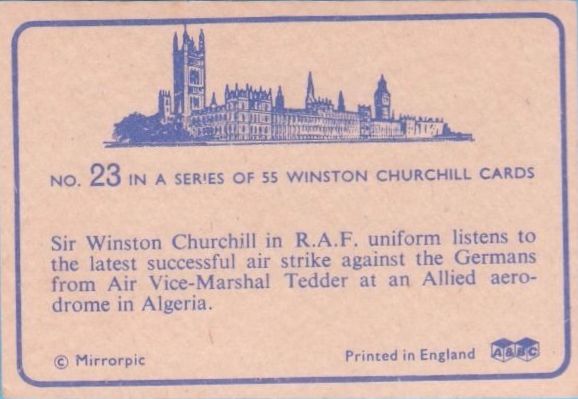 NO. 23 IN A SERIES OF 55 WINSTON CHURCHILL CARDS
Sir Winston Churchill in R.A.F. uniform listens to
the latest successful air strike against the Germans
from Air Vice-Marshal Tedder at an Allied aero-
drome in Algeria.
© Mirrorpic
Printed in England A&BC